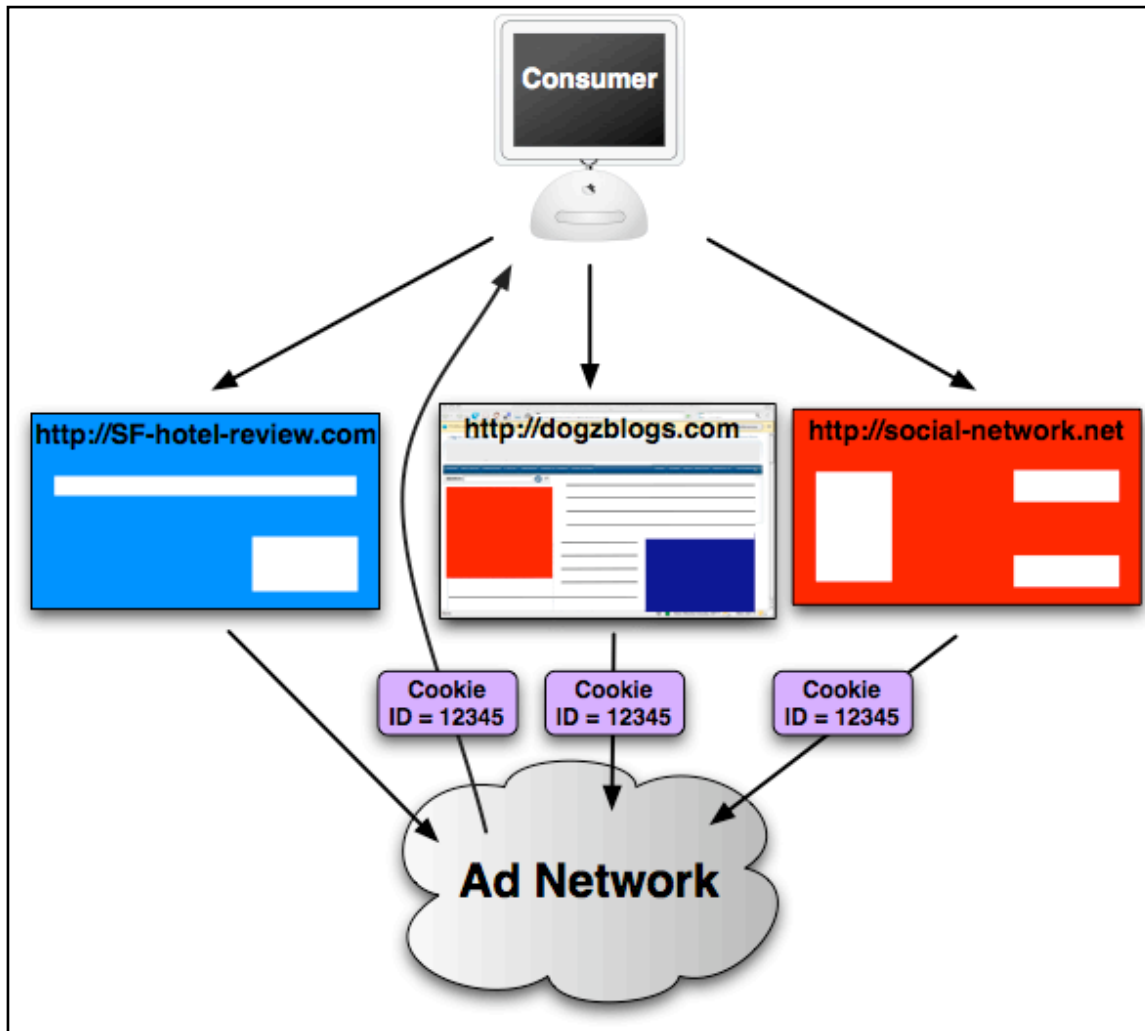 Consumer
http://SF-hotel-review.com
http://dogzblogs.com
http://social-network.net
Cookie
ID = 12345
Cookie
ID = 12345
Cookie
ID = 12345
Ad Network